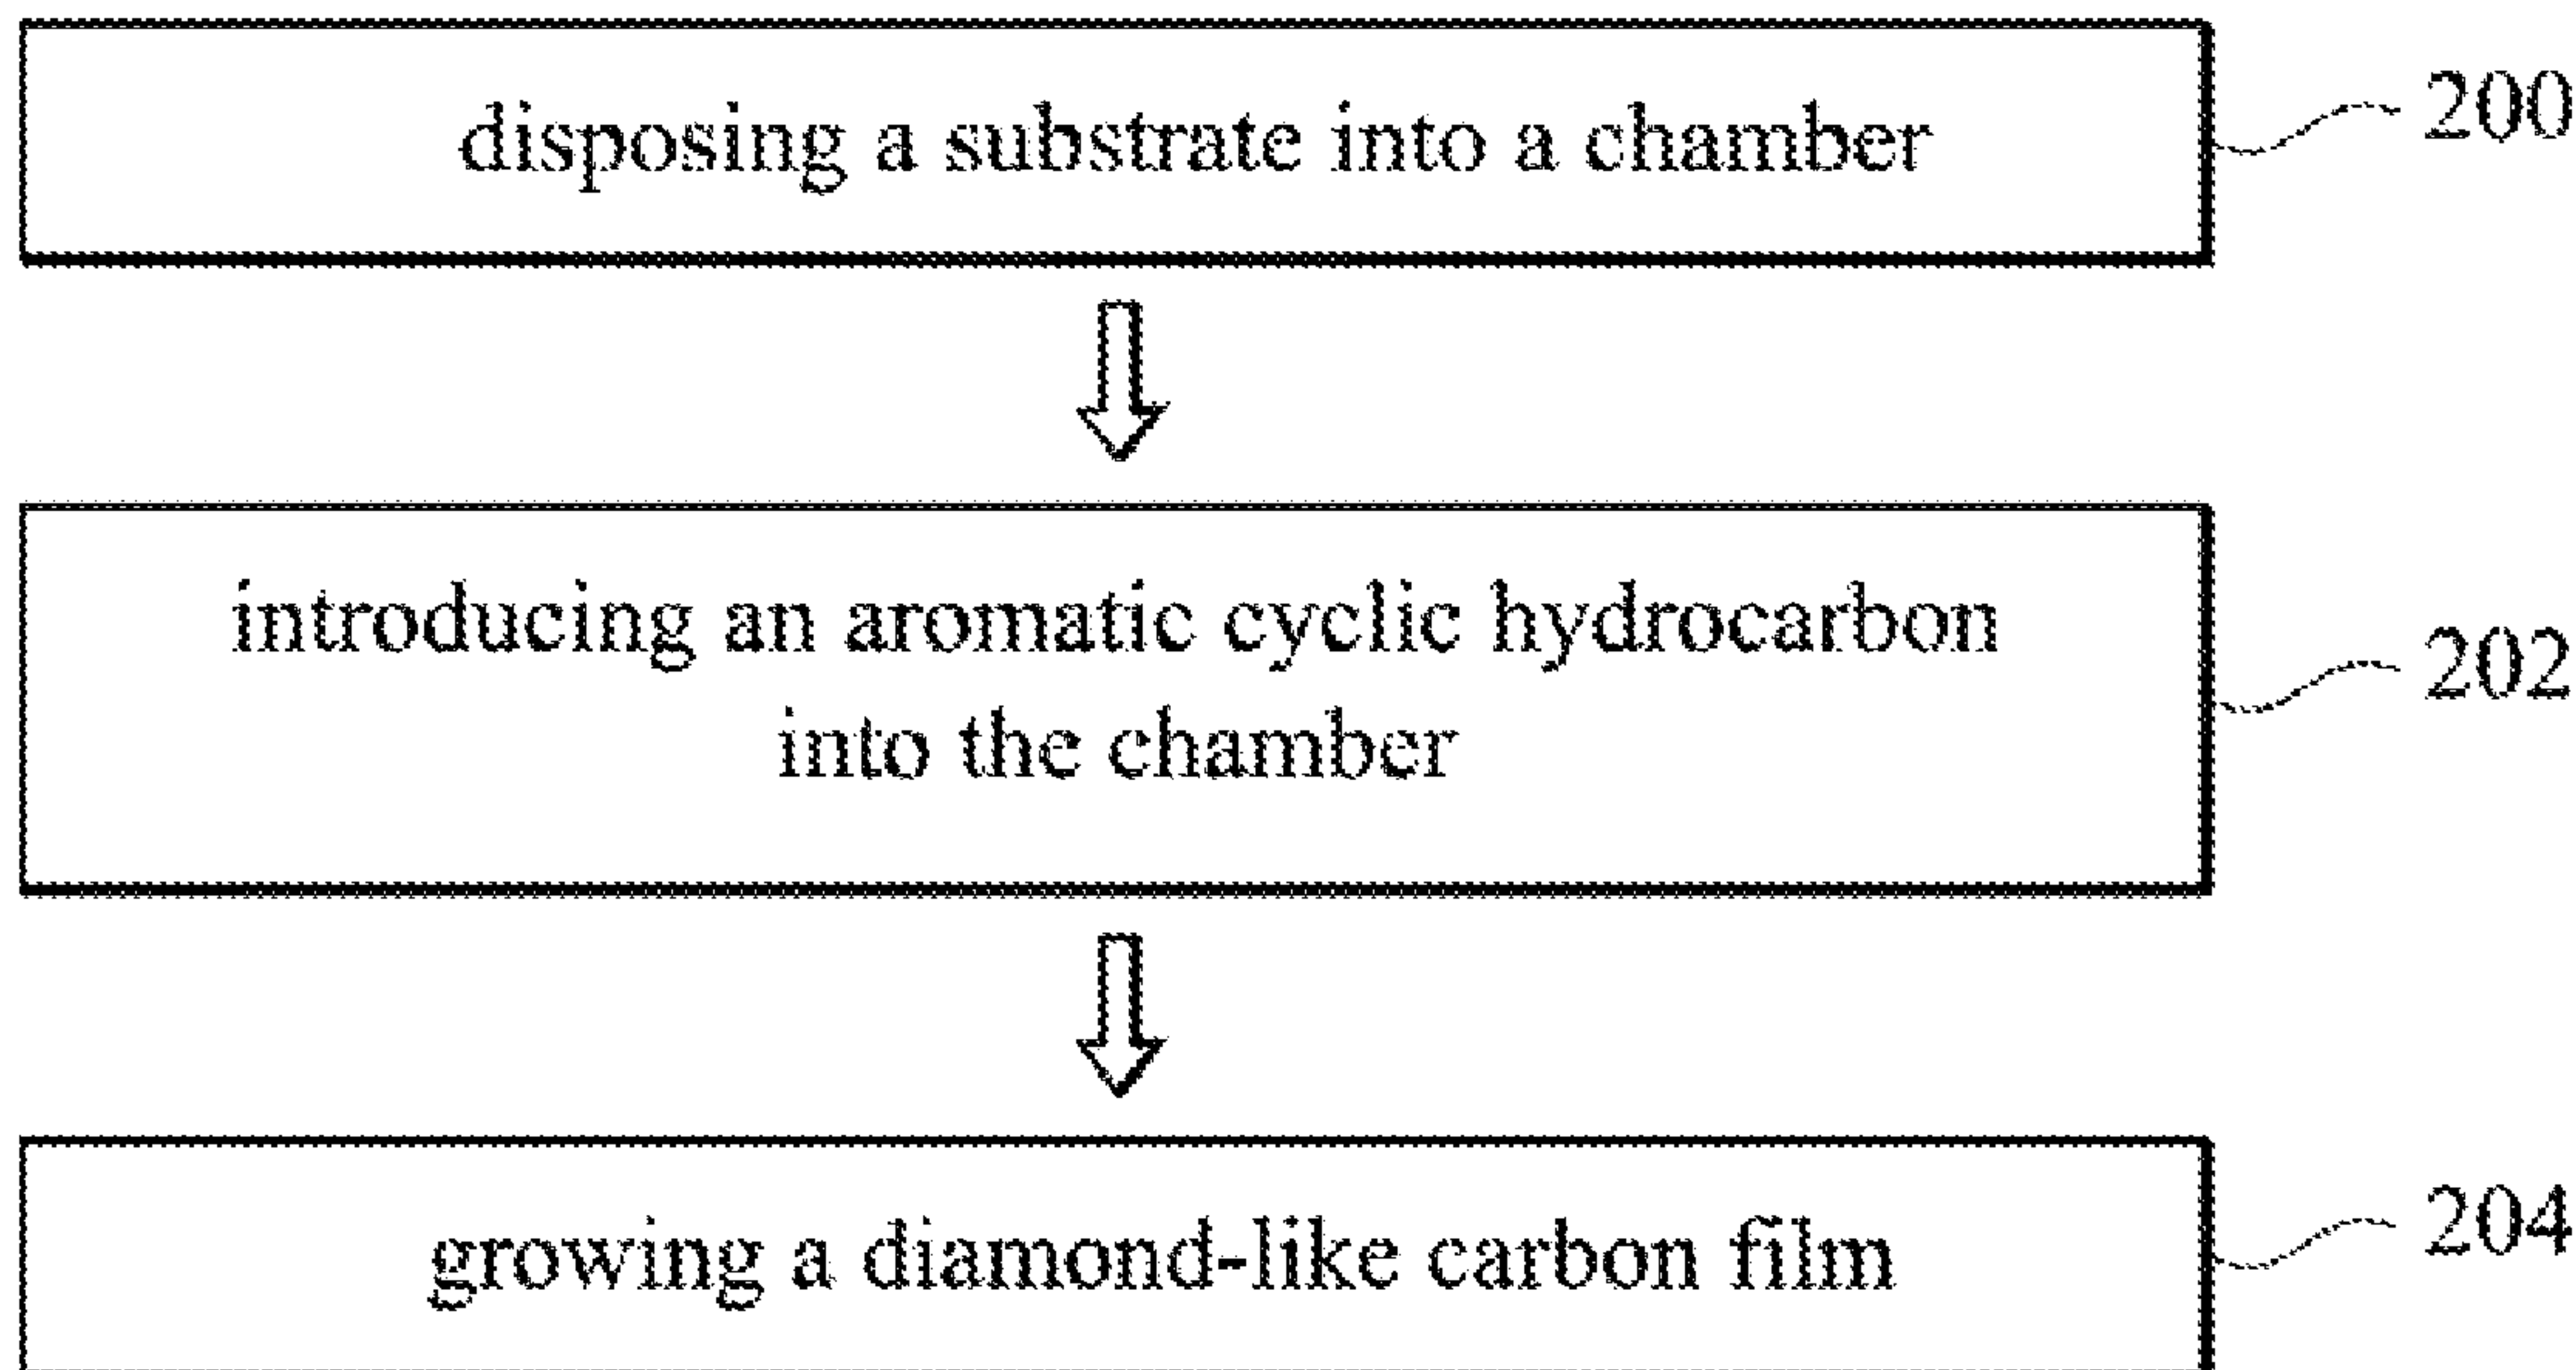 disposing a substrate into a chamber
200
introducing an aromatic cyclic hydrocarbon
into the chamber
202
growing a diamond-like carbon film
204